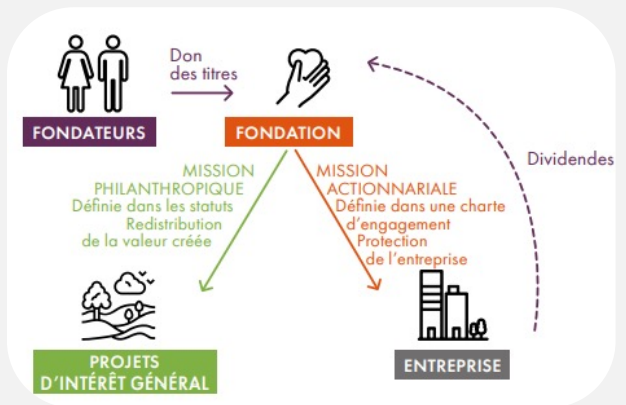 Don
des titres
FONDATEURS
FONDATION
Dividendes
MISSION
PHILANTHROPIQUE
Définie dans les statuts
Redistribution
de la valeur créée
MISSION
ACTIONNARIALE
Définie dans une charte
d'engagement
Protection
de l'entreprise
PROJETS
D'INTÉRÊT GÉNÉRAL
ENTREPRISE